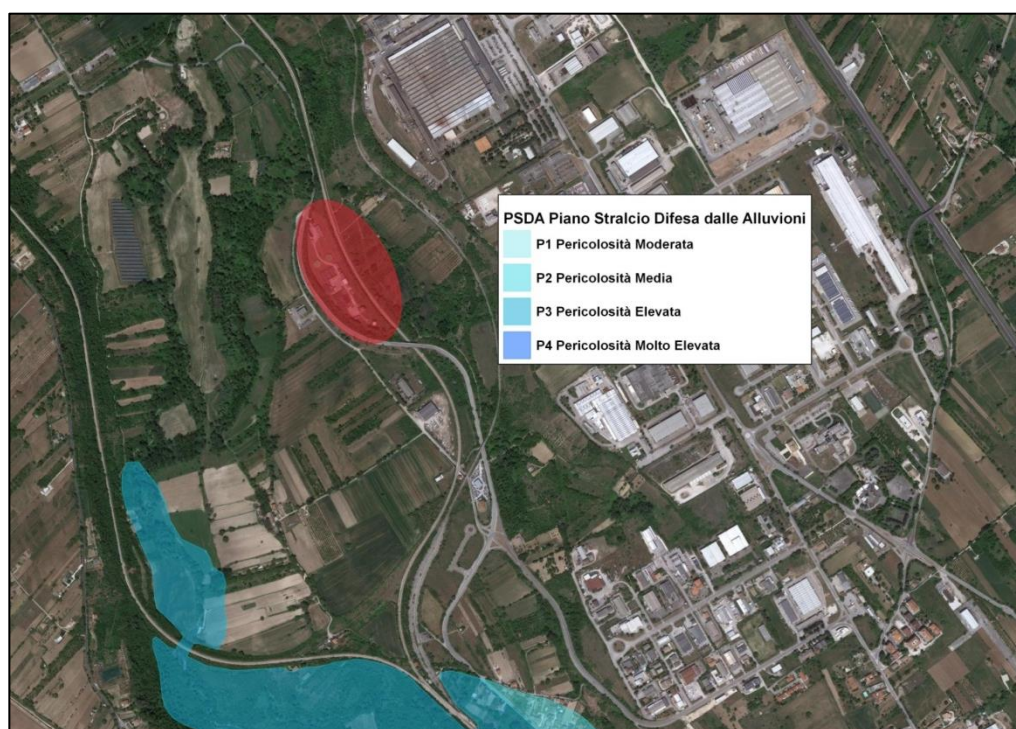 PSDA Piano Stralcio Difesa dalle Alluvioni
P1 Pericolosità Moderata
P2 Pericolosità Media
P3 Pericolosità Elevata
P4 Pericolosità Molto Elevata